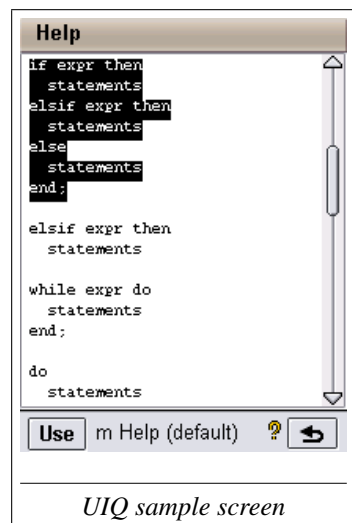 Help
if expr then
  statements
elsif expr then
  statements
else
  statements
end;
elsif expr then
  statements
while expr do
  statements
end;
do
  statements
Use m Help (default) ?
UIQ sample screen